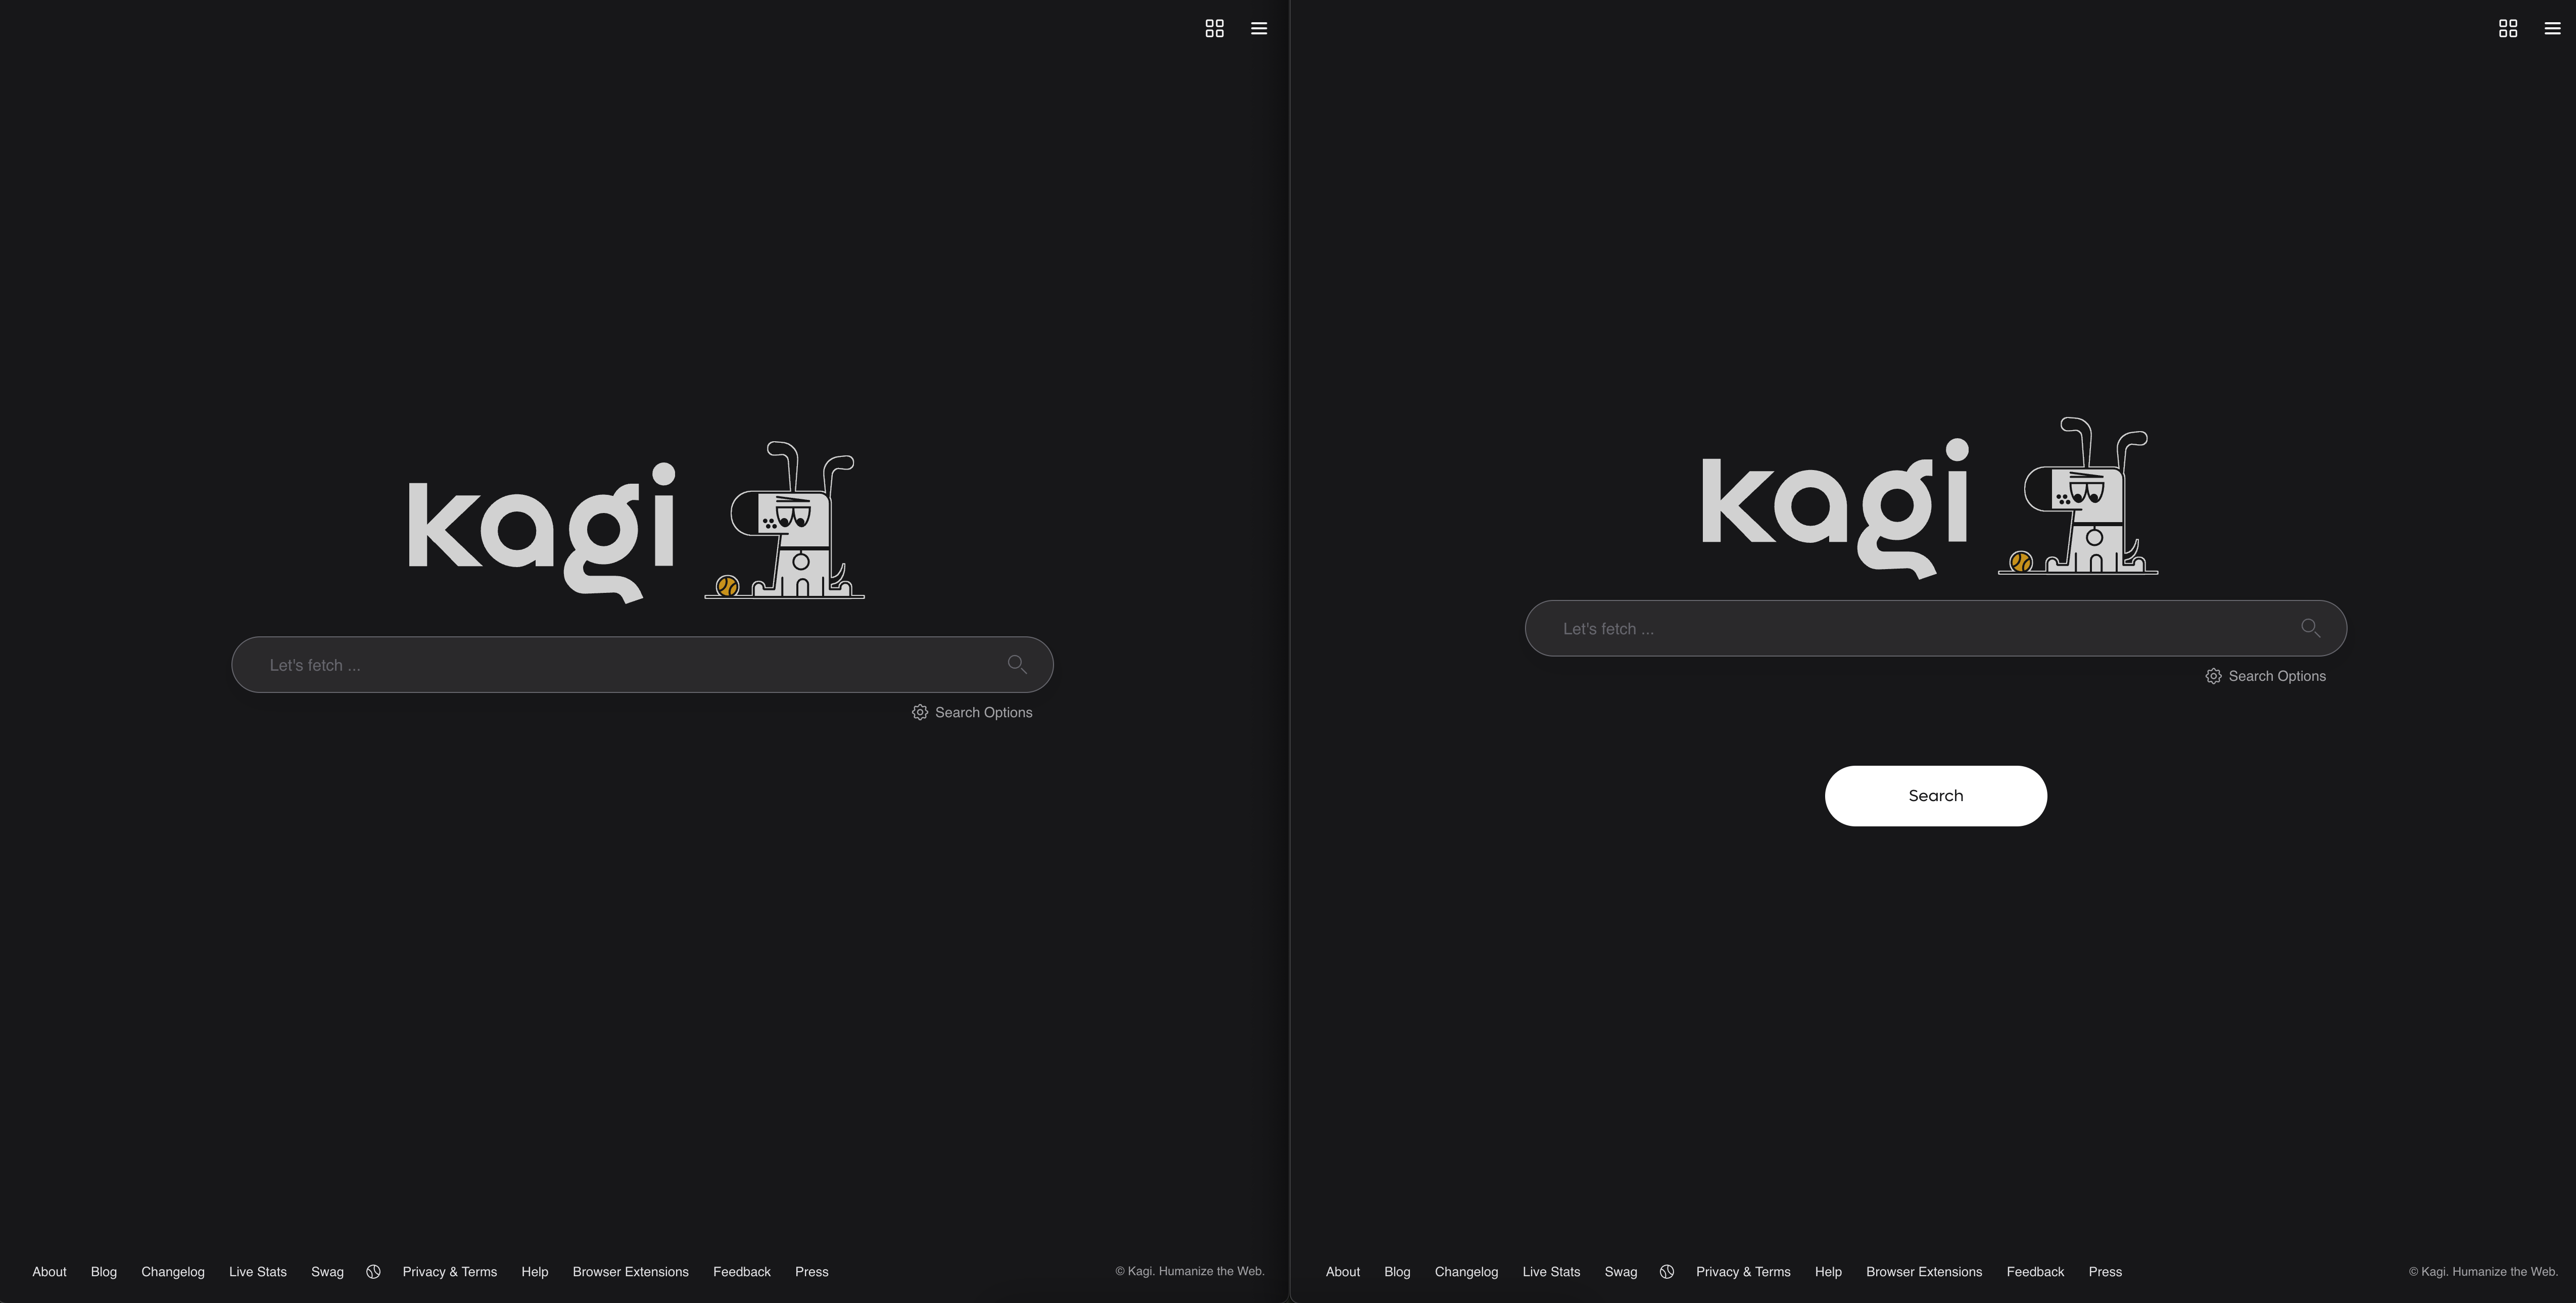 kagi
Let's fetch ...
Search Options
About Blog Changelog Live Stats Swag Privacy & Terms Help Browser Extensions Feedback Press © Kagi. Humanize the Web.
kagi
Let's fetch ...
Search Options
Search
About Blog Changelog Live Stats Swag Privacy & Terms Help Browser Extensions Feedback Press © Kagi. Humanize the Web.